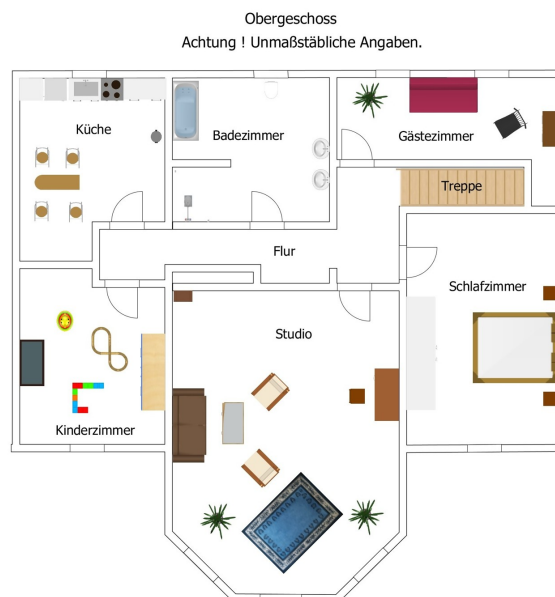 Obergeschoss
Achtung ! Unmaßstäbliche Angaben.
Küche
Badezimmer
Gästezimmer
Treppe
Flur
Schlafzimmer
Studio
Kinderzimmer